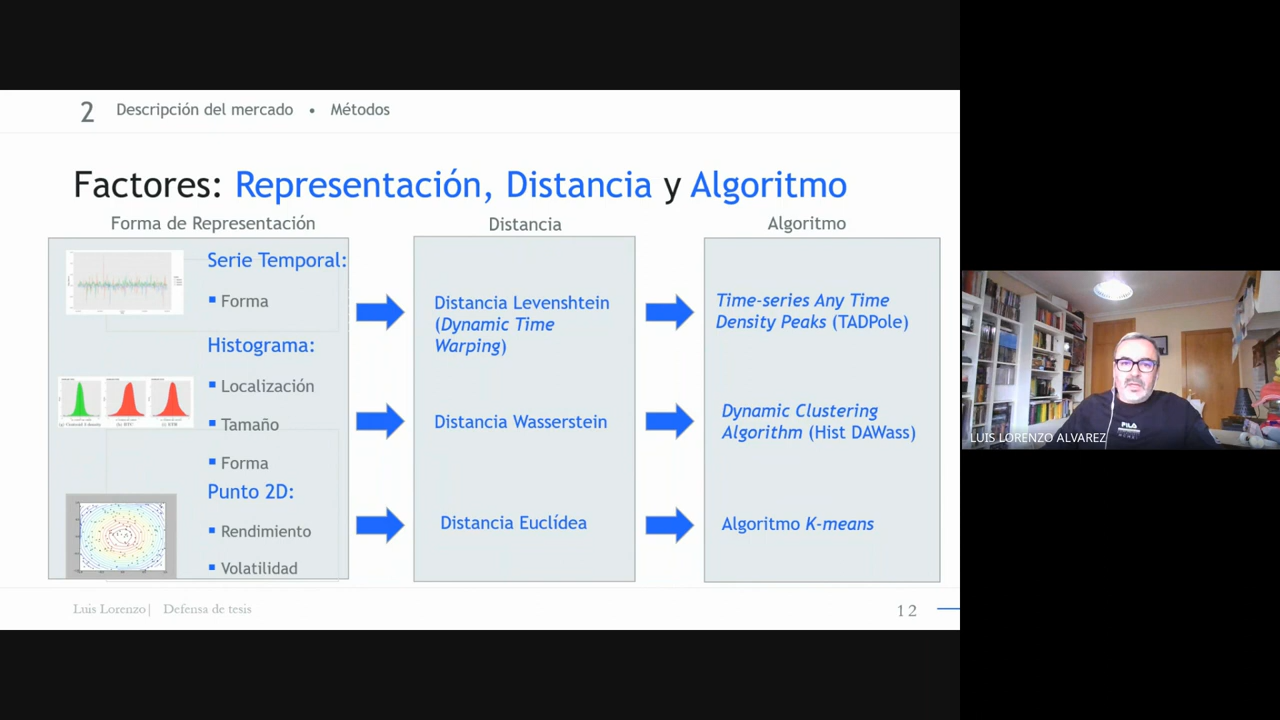 2 Descripción del mercado • Métodos
Factores: Representación, Distancia y Algoritmo
Forma de Representación
Serie Temporal:
Forma
Histograma:
Localización
Tamaño
Forma
Punto 2D:
Rendimiento
Volatilidad
Distancia
Distancia Levenshtein
(Dynamic Time
Warping)
Distancia Wasserstein
Distancia Euclídea
Algoritmo
Time-series Any Time
Density Peaks (TADPole)
Dynamic Clustering
Algorithm (Hist DAWass)
Algoritmo K-means
Luis Lorenzo| Defensa de tesis
12
FILA
LUIS LORENZO ALVAREZ